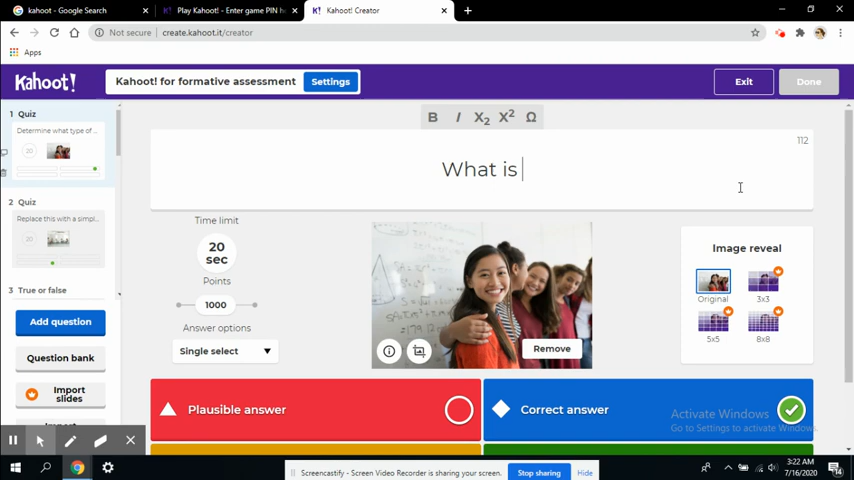 kahoot - Google Search
Play Kahoot! - Enter game PIN h
Kahoot! Creator
Not secure | create.kahoot.it/creator
Apps
Kahoot!
Kahoot! for formative assessment
Settings
Exit
Done
1 Quiz
Determine what type of ...
20
2 Quiz
Replace this with a simpl...
20
3 True or false
Add question
Question bank
Import slides
B I X2 X2 Ω
112
What is
Time limit
20 sec
Points
1000
Answer options
Single select
Remove
Image reveal
Original
3x3
5x5
8x8
Plausible answer
Correct answer
Activate Windows
Go to Settings to activate Windows.
Screencastify - Screen Video Recorder is sharing your screen.
Stop sharing
Hide
3:22 AM
7/16/2020
14